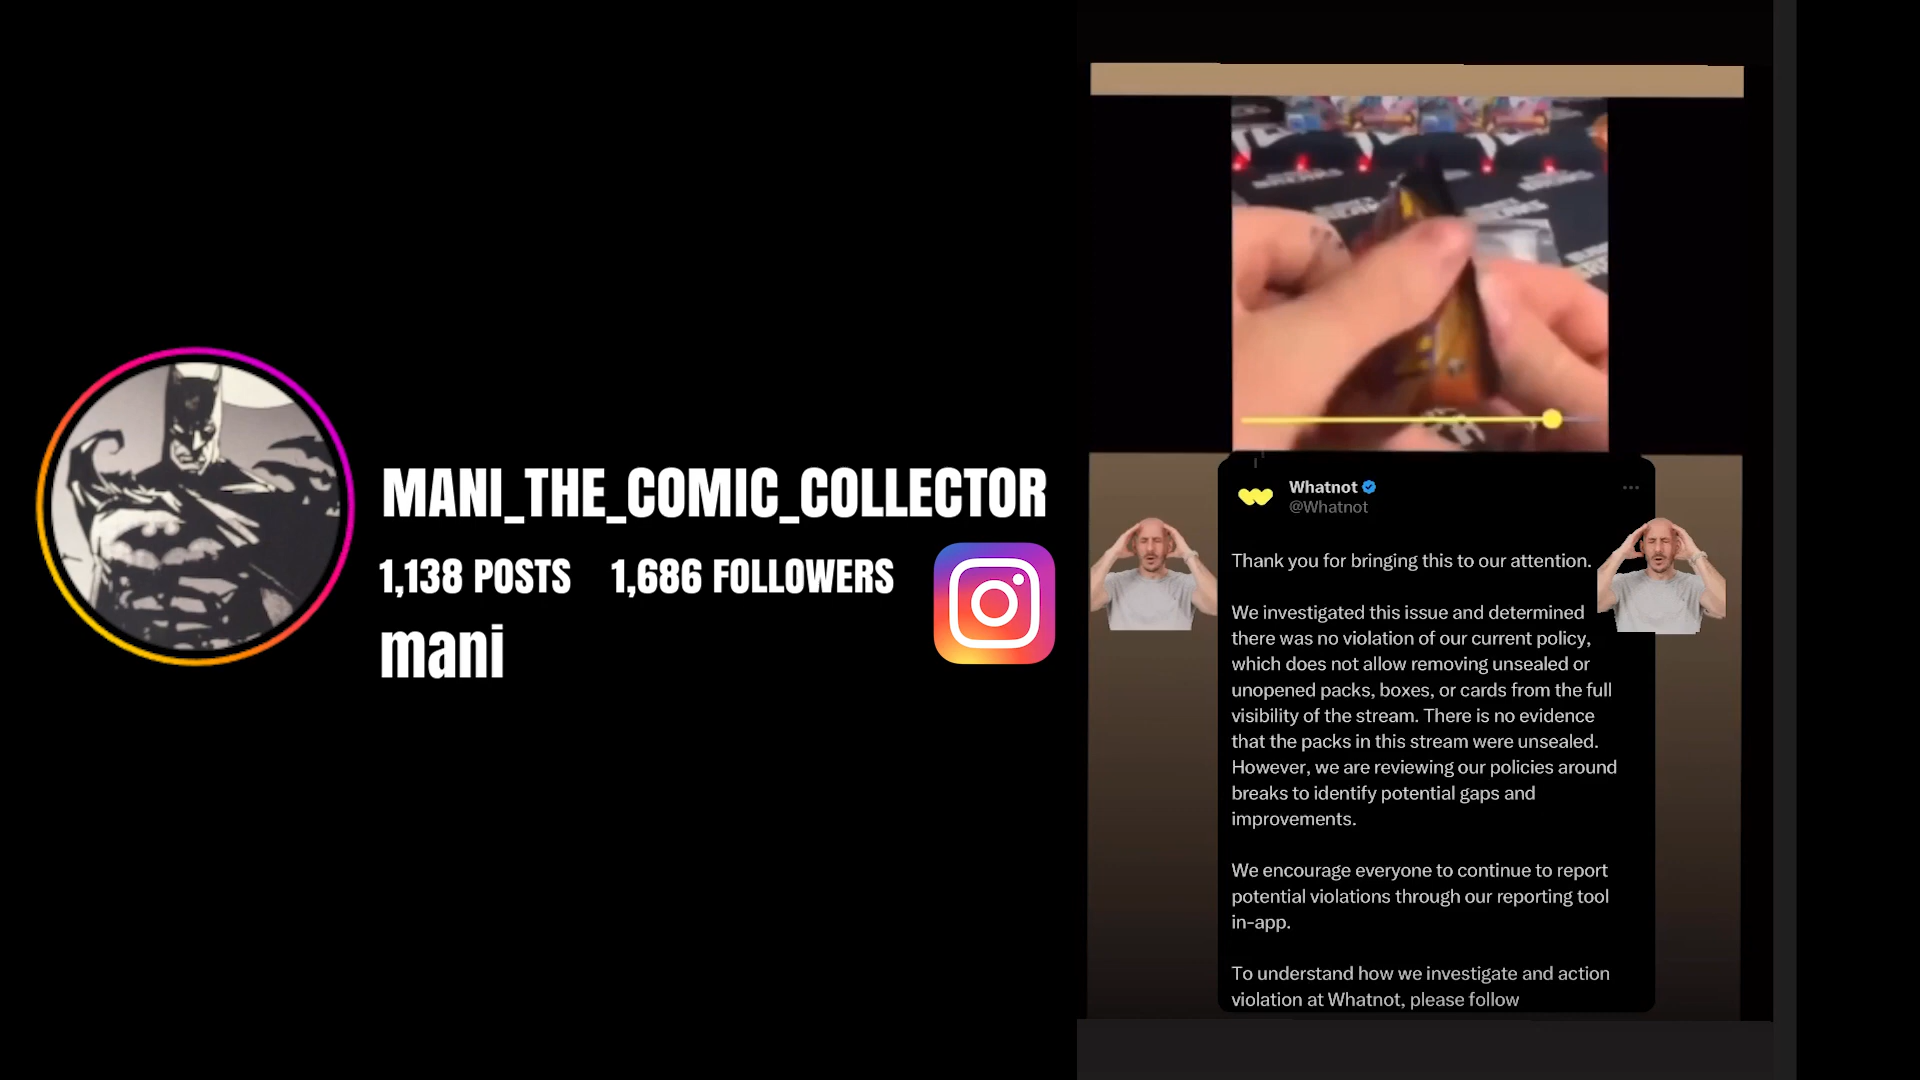 MANI_THE_COMIC_COLLECTOR
1,138 POSTS 1,686 FOLLOWERS
mani
Whatnot
@Whatnot
Thank you for bringing this to our attention.
We investigated this issue and determined
there was no violation of our current policy,
which does not allow removing unsealed or
unopened packs, boxes, or cards from the full
visibility of the stream. There is no evidence
that the packs in this stream were unsealed.
However, we are reviewing our policies around
breaks to identify potential gaps and
improvements.
We encourage everyone to continue to report
potential violations through our reporting tool
in-app.
To understand how we investigate and action
violation at Whatnot, please follow